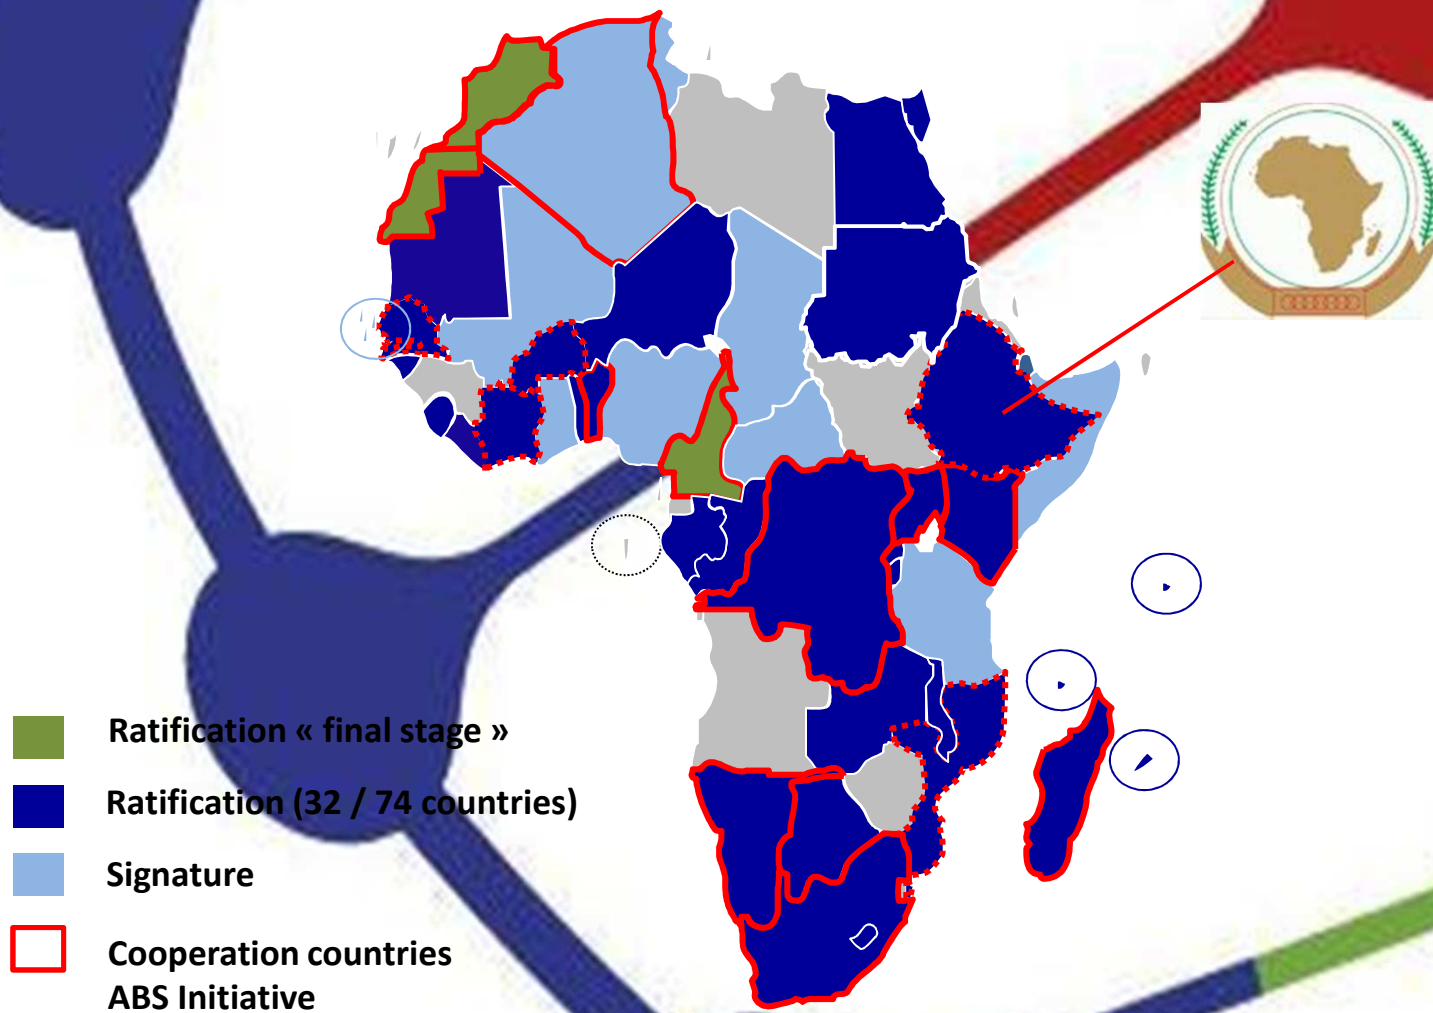 Ratification « final stage »
Ratification (32 / 74 countries)
Signature
Cooperation countries
ABS Initiative